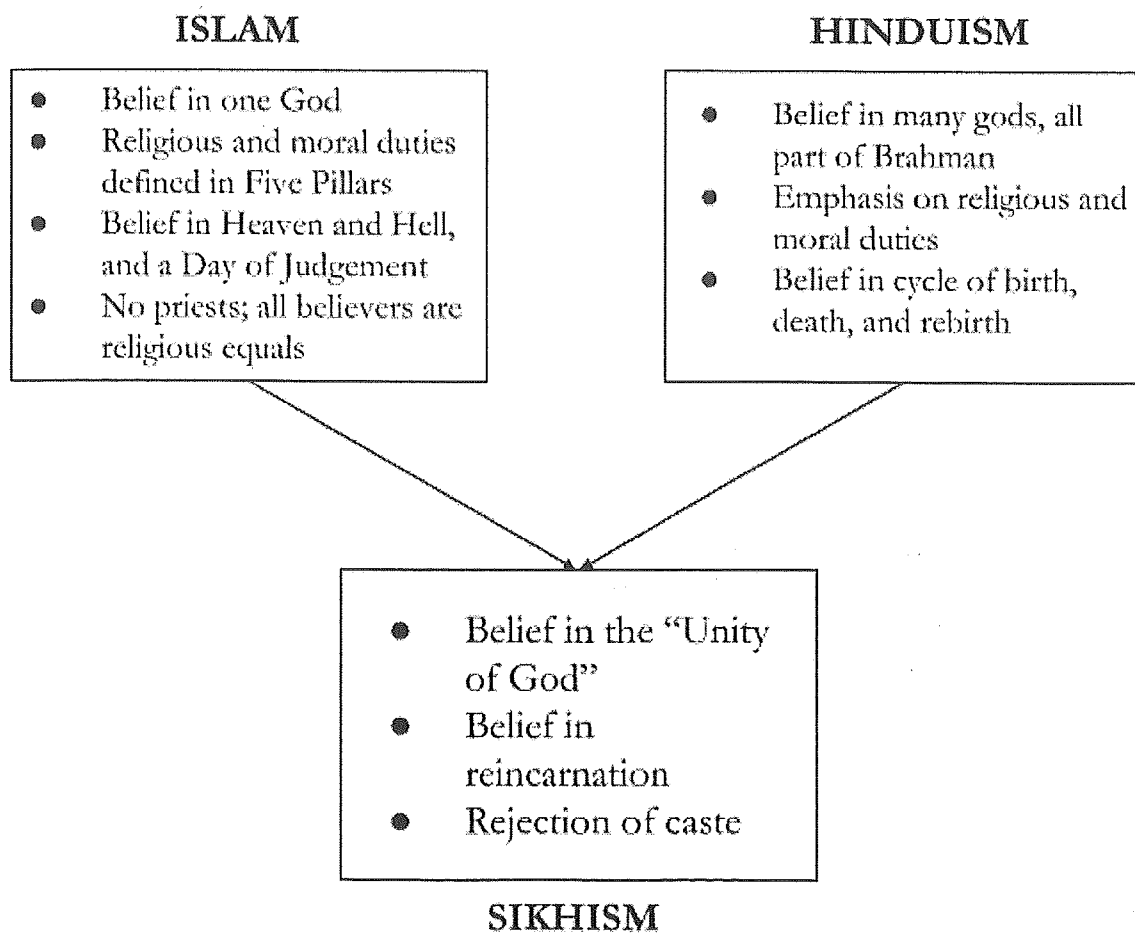 ISLAM
● Belief in one God
● Religious and moral duties
defined in Five Pillars
● Belief in Heaven and Hell,
and a Day of Judgement
● No priests; all believers are
religious equals
HINDUISM
● Belief in many gods, all
part of Brahman
● Emphasis on religious and
moral duties
● Belief in cycle of birth,
death, and rebirth
● Belief in the “Unity
of God”
● Belief in
reincarnation
● Rejection of caste
SIKHISM